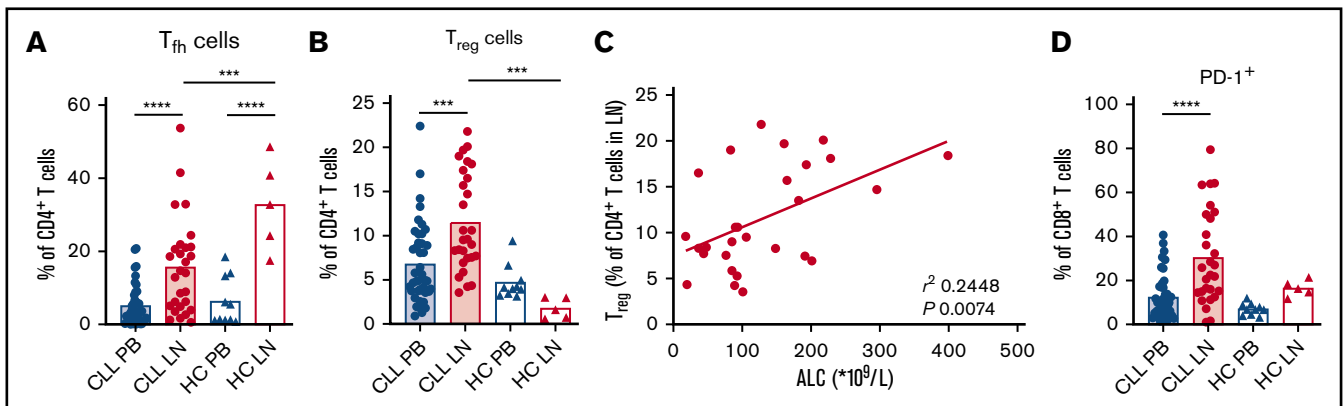 A
T_fh cells
***
****
****
% of CD4⁺ T cells
60
40
20
0
CLL PB
CLL LN
HC PB
HC LN
B
T_reg cells
***
***
% of CD4⁺ T cells
25
20
15
10
5
0
CLL PB
CLL LN
HC PB
HC LN
C
T_reg (% of CD4⁺ T cells in LN)
25
20
15
10
5
0
r² 0.2448
P 0.0074
0 100 200 300 400 500
ALC (*10⁹/L)
D
PD-1⁺
****
% of CD8⁺ T cells
100
80
60
40
20
0
CLL PB
CLL LN
HC PB
HC LN